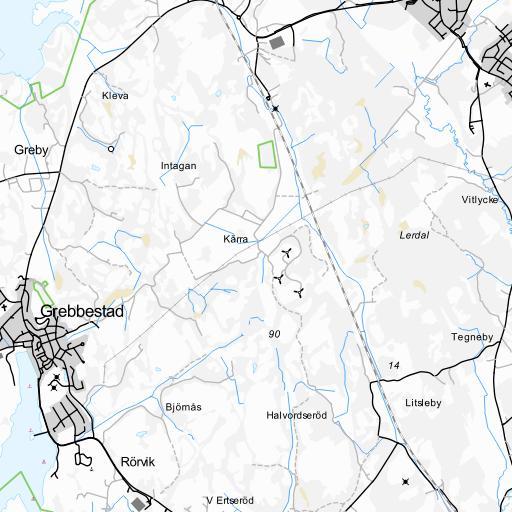 Kleva
Greby
Intagan
Vitlycke
Kärra
Lerdal
Grebbestad
90
Tegneby
14
Björnås
Litsleby
Halvordseröd
Rörvik
V Ertseröd